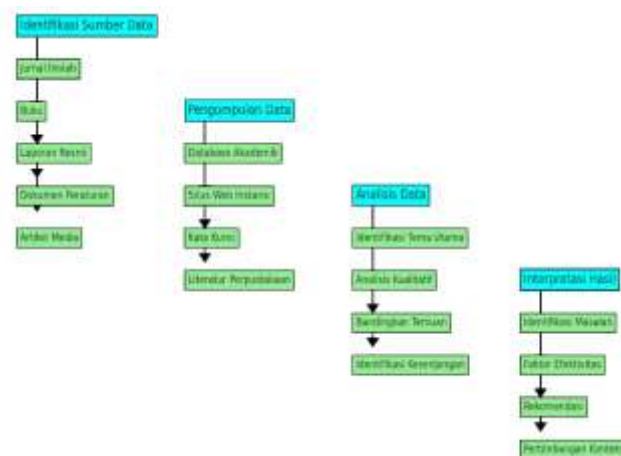 Identifikasi Sumber Data
Jurnal Ilmiah
Buku
Laporan Resmi
Dokumen Peraturan
Artikel Media
Pengumpulan Data
Database Akademik
Situs Web Instansi
Kata Kunci
Literatur Perpustakaan
Analisis Data
Identifikasi Tema Utama
Analisis Kualitatif
Bandingkan Temuan
Identifikasi Kesenjangan
Interpretasi Hasil
Identifikasi Masalah
Faktor Efektivitas
Rekomendasi
Pertimbangan Konteks